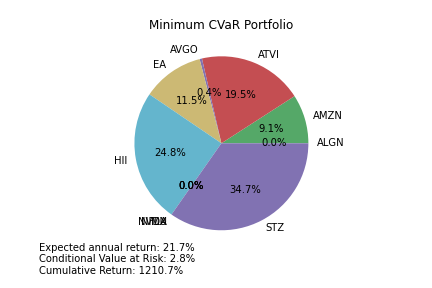 Minimum CVaR Portfolio
AVGO
ATVI
EA
0.4%
19.5%
11.5%
AMZN
9.1%
0.0%
ALGN
24.8%
HII
0.0%
34.7%
STZ
Expected annual return: 21.7%
Conditional Value at Risk: 2.8%
Cumulative Return: 1210.7%